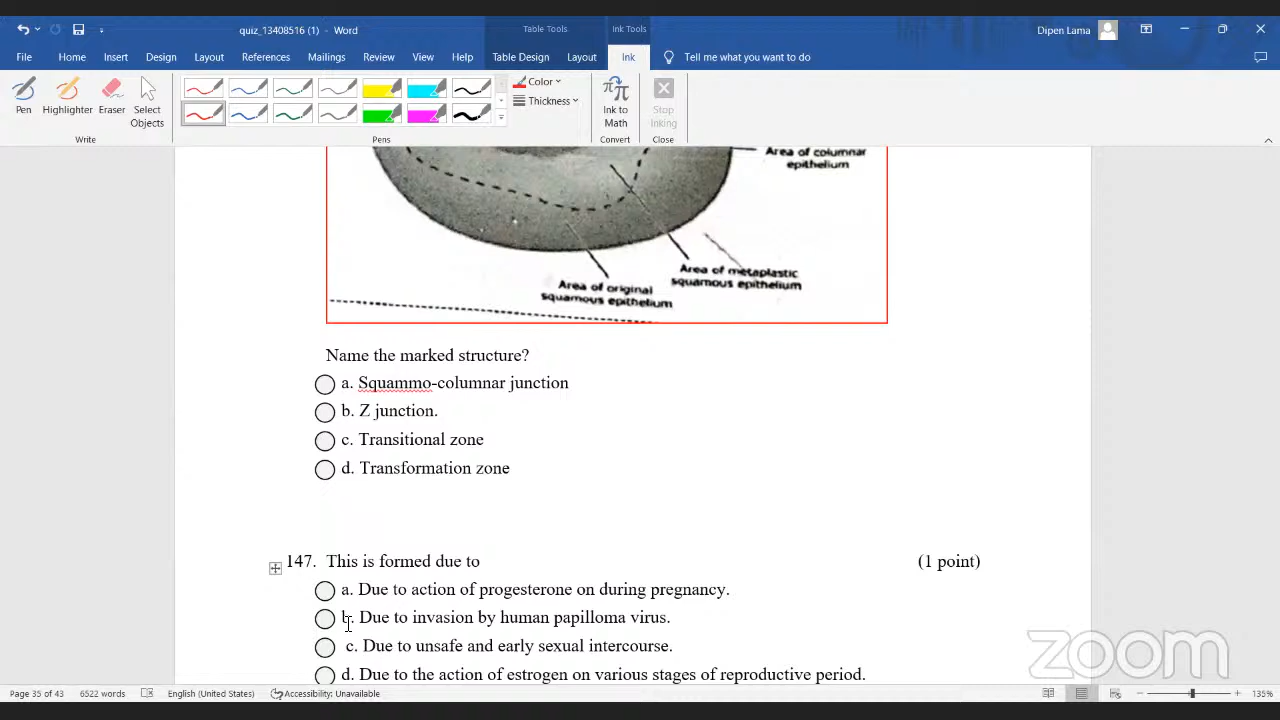 quiz_13408516 (1) - Word
Table Tools
Ink Tools
Dipen Lama
File Home Insert Design Layout References Mailings Review View Help Table Design Layout Ink Tell me what you want to do
Pen
Highlighter
Eraser
Select Objects
Color
Thickness
Ink to Math
Stop Inking
Write
Pens
Convert
Close
Area of columnar
epithelium
Area of metaplastic
squamous epithelium
Area of original
squamous epithelium
Name the marked structure?
a. Squammo-columnar junction
b. Z junction.
c. Transitional zone
d. Transformation zone
147. This is formed due to (1 point)
a. Due to action of progesterone on during pregnancy.
b. Due to invasion by human papilloma virus.
c. Due to unsafe and early sexual intercourse.
d. Due to the action of estrogen on various stages of reproductive period.
zoom
Page 35 of 43 6522 words English (United States) Accessibility: Unavailable 135%